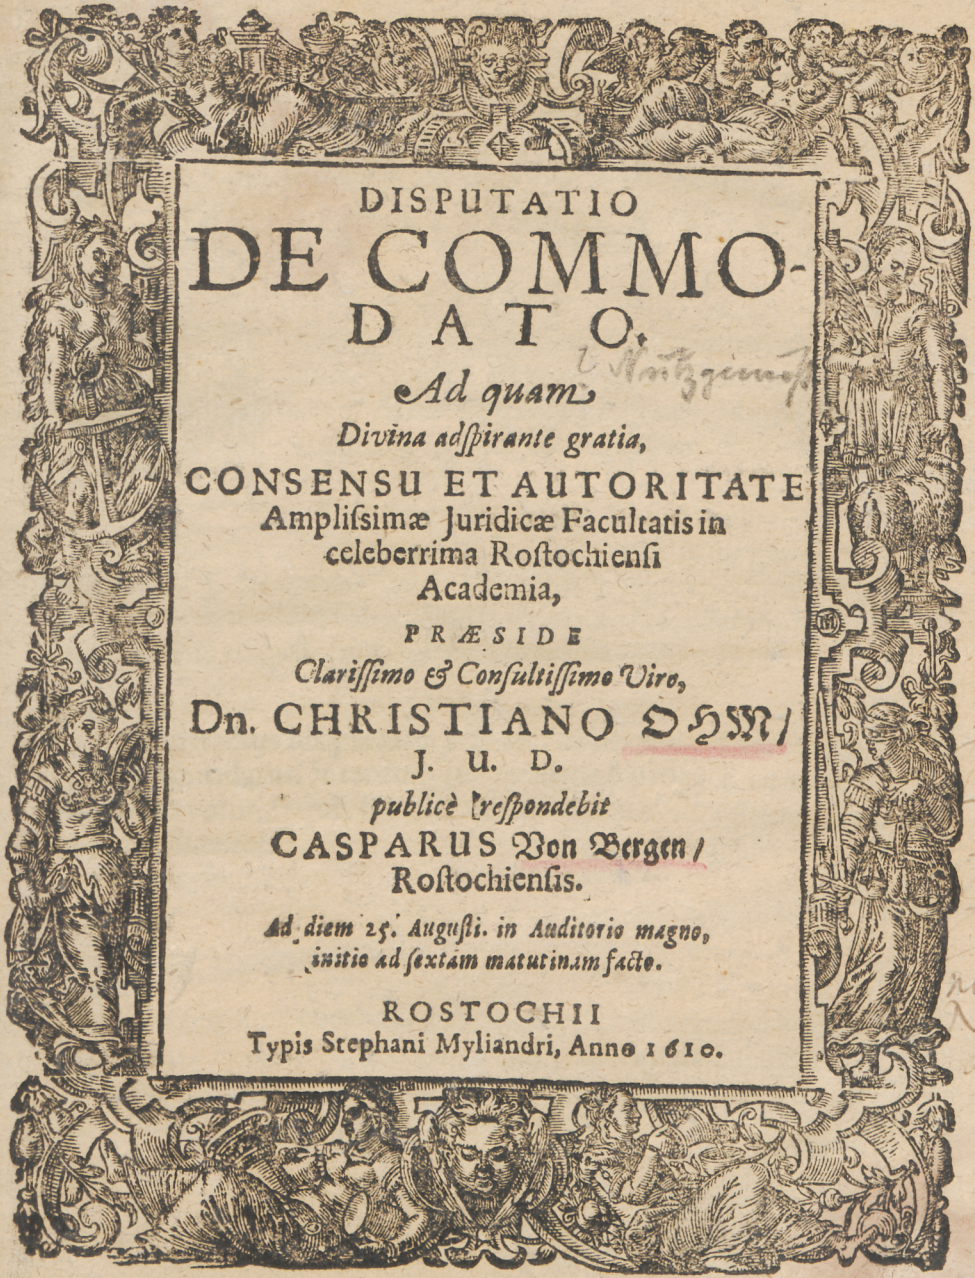 DISPUTATIO
DE COMMO-
DATO.
Ad quam
Divina adſpirante gratia,
CONSENSU ET AUTORITATE
Ampliſsimæ Juridicæ Facultatis in
celeberrima Roſtochienſi
Academia,
PRÆSIDE
Clariſſimo & Conſultiſſimo Viro,
Dn. CHRISTIANO OHM/
J. U. D.
publicè reſpondebit
CASPARUS Von Bergen/
Roſtochienſis.
Ad diem 25. Auguſti. in Auditorio magno,
initio ad ſextam matutinam facto.
ROSTOCHII
Typis Stephani Myliandri, Anno 1610.